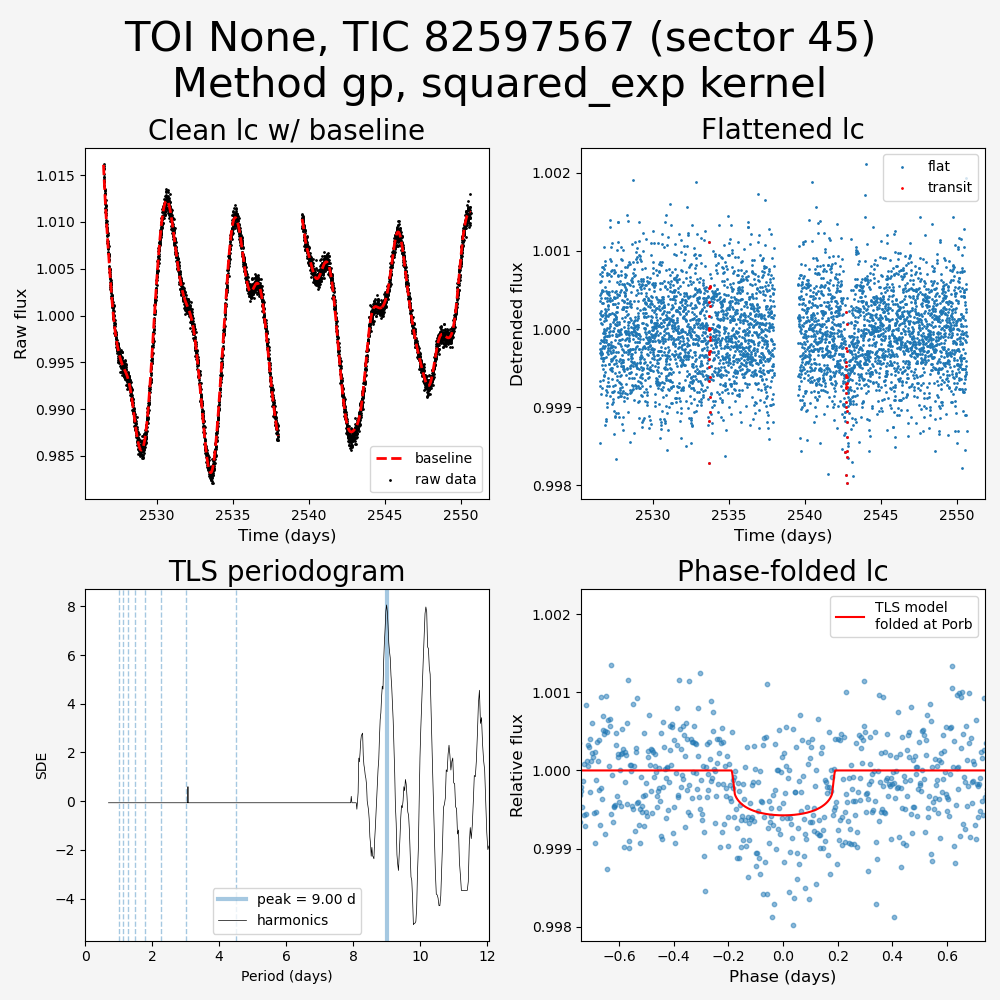 TOI None, TIC 82597567 (sector 45)
Method gp, squared_exp kernel
Clean lc w/ baseline
Flattened lc
1.015
1.010
1.005
1.000
0.995
0.990
0.985
Raw flux
baseline
raw data
2530
2535
2540
2545
2550
Time (days)
1.002
1.001
1.000
0.999
0.998
Detrended flux
flat
transit
2530
2535
2540
2545
2550
Time (days)
TLS periodogram
Phase-folded lc
8
6
4
2
0
−2
−4
SDE
peak = 9.00 d
harmonics
0
2
4
6
8
10
12
Period (days)
1.002
1.001
1.000
0.999
0.998
Relative flux
TLS model
folded at Porb
−0.6
−0.4
−0.2
0.0
0.2
0.4
0.6
Phase (days)